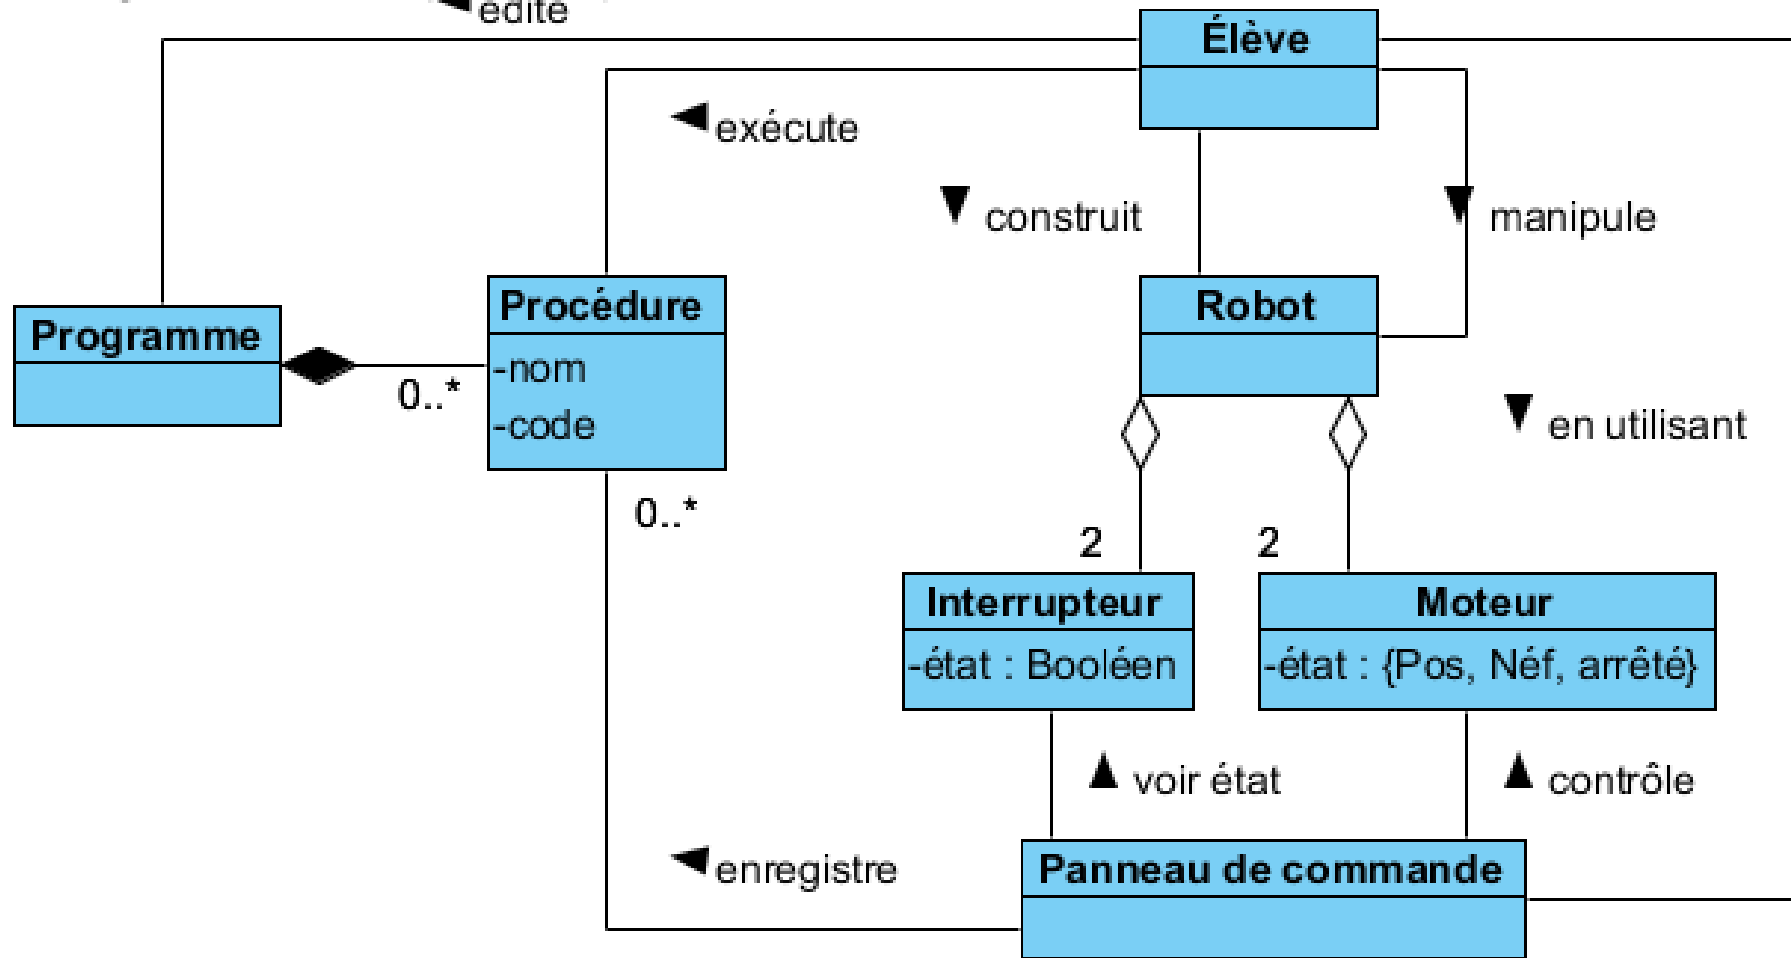 édite
Élève
exécute
construit
manipule
Programme
0..*
Procédure
-nom
-code
0..*
Robot
en utilisant
2
2
Interrupteur
-état : Booléen
Moteur
-état : {Pos, Néf, arrêté}
voir état
contrôle
enregistre
Panneau de commande